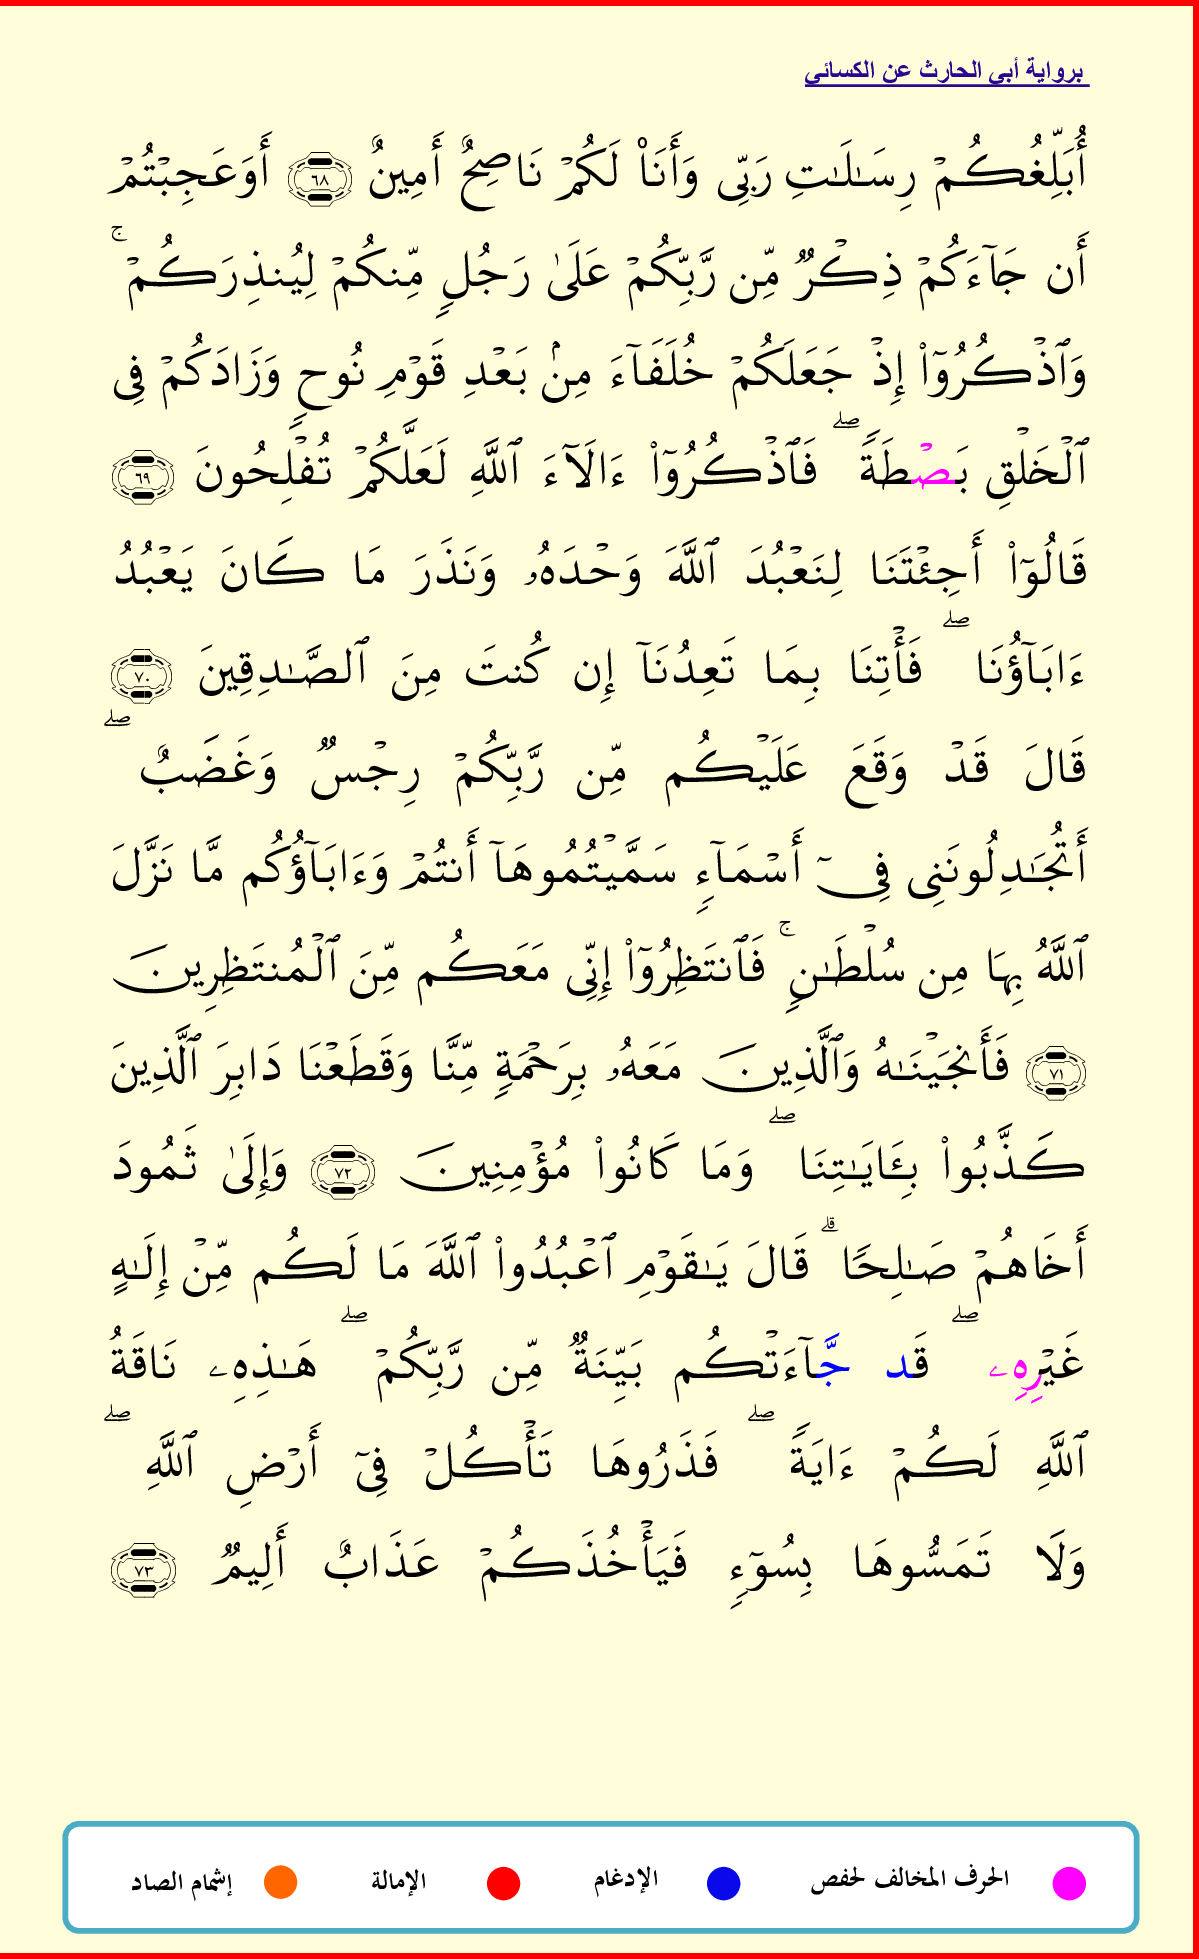 برواية أبي الحارث عن الكسائي
أُبَلِّغُكُمۡ رِسَٰلَٰتِ رَبِّي وَأَنَا۠ لَكُمۡ نَاصِحٌ أَمِينٌ ٦٨ أَوَعَجِبۡتُمۡ
أَن جَآءَكُمۡ ذِكۡرٞ مِّن رَّبِّكُمۡ عَلَىٰ رَجُلٖ مِّنكُمۡ لِيُنذِرَكُمۡۚ
وَٱذۡكُرُوٓاْ إِذۡ جَعَلَكُمۡ خُلَفَآءَ مِنۢ بَعۡدِ قَوۡمِ نُوحٖ وَزَادَكُمۡ فِي
ٱلۡخَلۡقِ بَصۡطَةٗۖ فَٱذۡكُرُوٓاْ ءَالَآءَ ٱللَّهِ لَعَلَّكُمۡ تُفۡلِحُونَ ٦٩
قَالُوٓاْ أَجِئۡتَنَا لِنَعۡبُدَ ٱللَّهَ وَحۡدَهُۥ وَنَذَرَ مَا كَانَ يَعۡبُدُ
ءَابَآؤُنَاۖ فَأۡتِنَا بِمَا تَعِدُنَآ إِن كُنتَ مِنَ ٱلصَّٰدِقِينَ ٧٠
قَالَ قَدۡ وَقَعَ عَلَيۡكُم مِّن رَّبِّكُمۡ رِجۡسٞ وَغَضَبٌۖ
أَتُجَٰدِلُونَنِي فِيٓ أَسۡمَآءٖ سَمَّيۡتُمُوهَآ أَنتُمۡ وَءَابَآؤُكُم مَّا نَزَّلَ
ٱللَّهُ بِهَا مِن سُلۡطَٰنٖۚ فَٱنتَظِرُوٓاْ إِنِّي مَعَكُم مِّنَ ٱلۡمُنتَظِرِينَ
٧١ فَأَنجَيۡنَٰهُ وَٱلَّذِينَ مَعَهُۥ بِرَحۡمَةٖ مِّنَّا وَقَطَعۡنَا دَابِرَ ٱلَّذِينَ
كَذَّبُواْ بِـَٔايَٰتِنَاۖ وَمَا كَانُواْ مُؤۡمِنِينَ ٧٢ وَإِلَىٰ ثَمُودَ
أَخَاهُمۡ صَٰلِحٗاۗ قَالَ يَٰقَوۡمِ ٱعۡبُدُواْ ٱللَّهَ مَا لَكُم مِّنۡ إِلَٰهٍ
غَيۡرِهِۦۖ قَد جَّآءَتۡكُم بَيِّنَةٞ مِّن رَّبِّكُمۡۖ هَٰذِهِۦ نَاقَةُ
ٱللَّهِ لَكُمۡ ءَايَةٗۖ فَذَرُوهَا تَأۡكُلۡ فِيٓ أَرۡضِ ٱللَّهِۖ
وَلَا تَمَسُّوهَا بِسُوٓءٖ فَيَأۡخُذَكُمۡ عَذَابٌ أَلِيمٞ ٧٣
الحرف المخالف لحفص الإدغام الإمالة إشمام الصاد